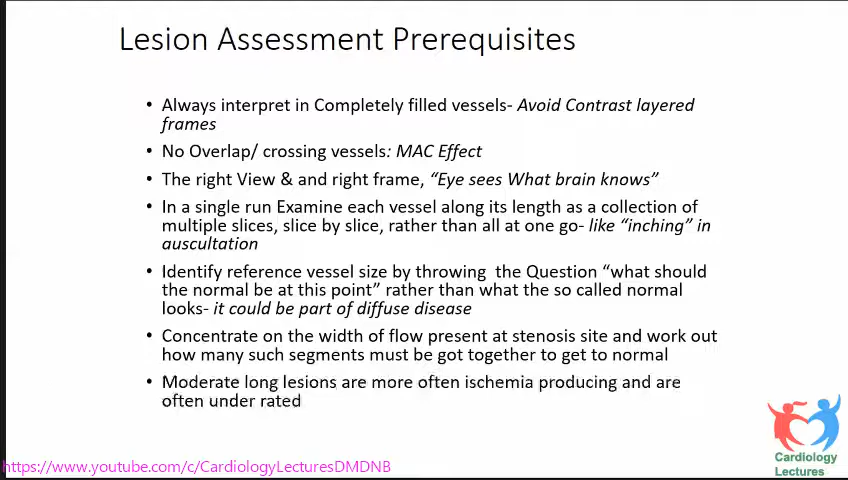 Lesion Assessment Prerequisites
• Always interpret in Completely filled vessels- Avoid Contrast layered
frames
• No Overlap/ crossing vessels: MAC Effect
• The right View & and right frame, “Eye sees What brain knows”
• In a single run Examine each vessel along its length as a collection of
multiple slices, slice by slice, rather than all at one go- like “inching” in
auscultation
• Identify reference vessel size by throwing the Question “what should
the normal be at this point” rather than what the so called normal
looks- it could be part of diffuse disease
• Concentrate on the width of flow present at stenosis site and work out
how many such segments must be got together to get to normal
• Moderate long lesions are more often ischemia producing and are
often under rated
Cardiology
Lectures
https://www.youtube.com/c/CardiologyLecturesDMDNB